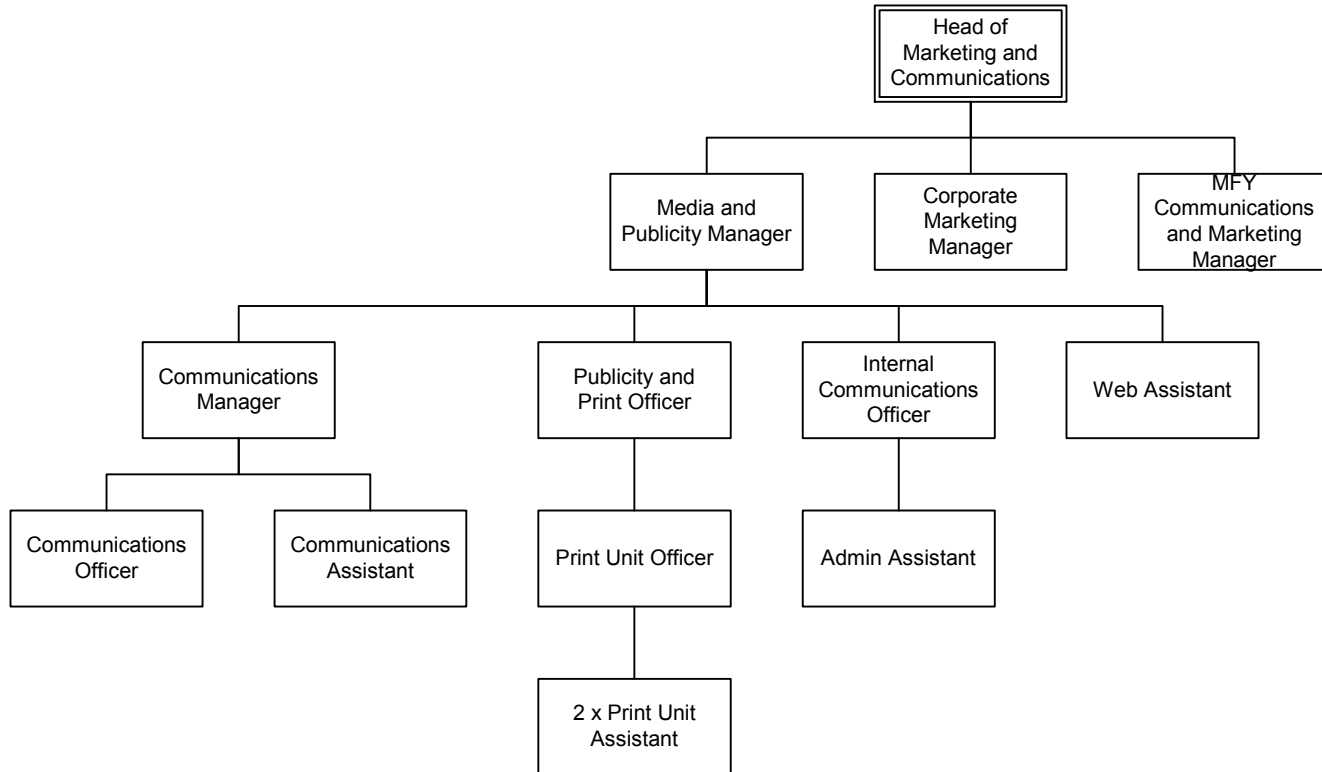 Head of
Marketing and
Communications
Media and
Publicity Manager
Corporate
Marketing
Manager
MFY
Communications
and Marketing
Manager
Communications
Manager
Publicity and
Print Officer
Internal
Communications
Officer
Web Assistant
Communications
Officer
Communications
Assistant
Print Unit Officer
Admin Assistant
2 x Print Unit
Assistant